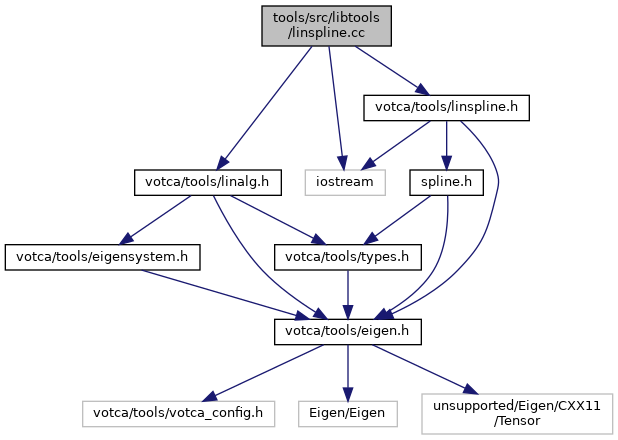 tools/src/libtools
/linspline.cc
votca/tools/linspline.h
votca/tools/linalg.h
iostream
spline.h
votca/tools/eigensystem.h
votca/tools/types.h
votca/tools/eigen.h
votca/tools/votca_config.h
Eigen/Eigen
unsupported/Eigen/CXX11
/Tensor